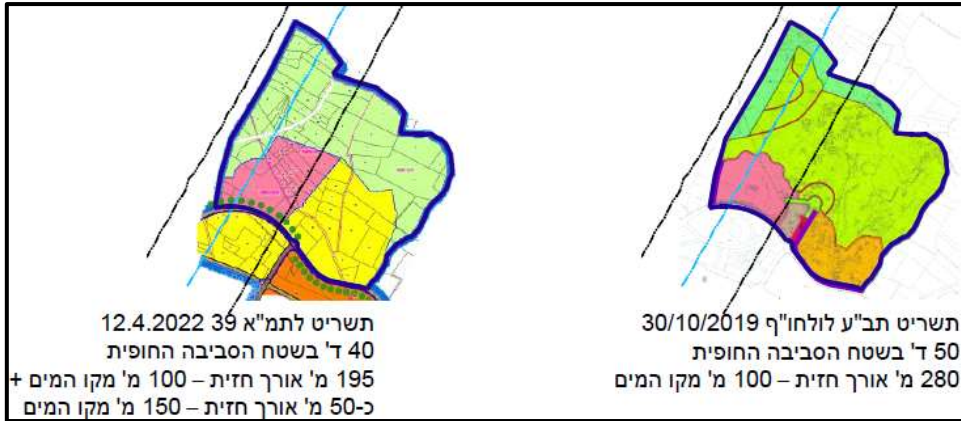 תשריט תב"ע לולחו"ף 30/10/2019
50 ד' בשטח הסביבה החופית
280 מ' אורך חזית – 100 מ' מקו המים
תשריט לתמ"א 39 12.4.2022
40 ד' בשטח הסביבה החופית
195 מ' אורך חזית – 100 מ' מקו המים +
כ-50 מ' אורך חזית – 150 מ' מקו המים